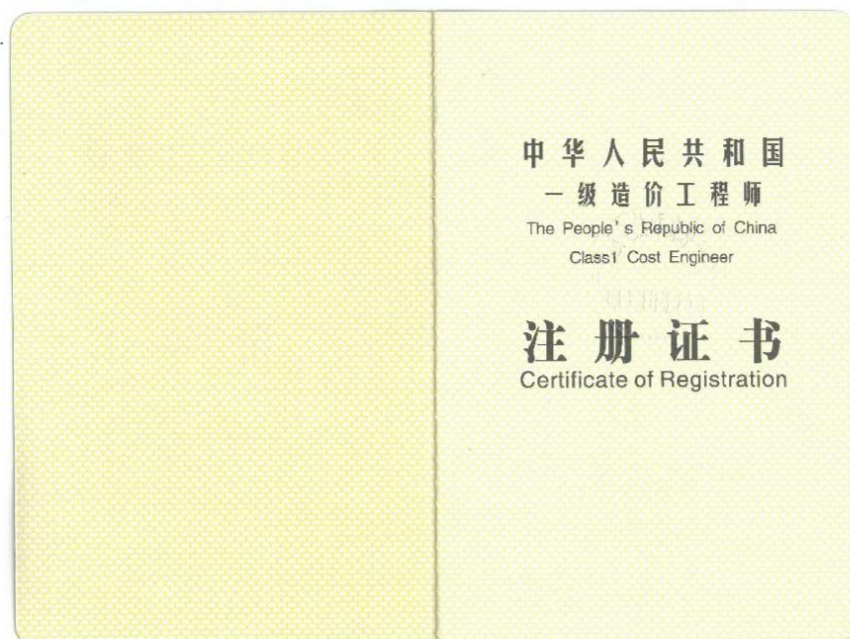 中华人民共和国
一级造价工程师
The People's Republic of China
Class1 Cost Engineer
注册证书
Certificate of Registration